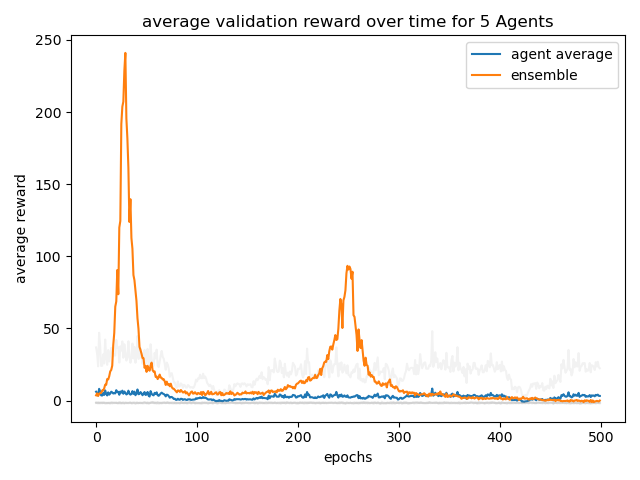 average validation reward over time for 5 Agents
agent average
ensemble
250
200
150
100
50
0
average reward
0
100
200
300
400
500
epochs